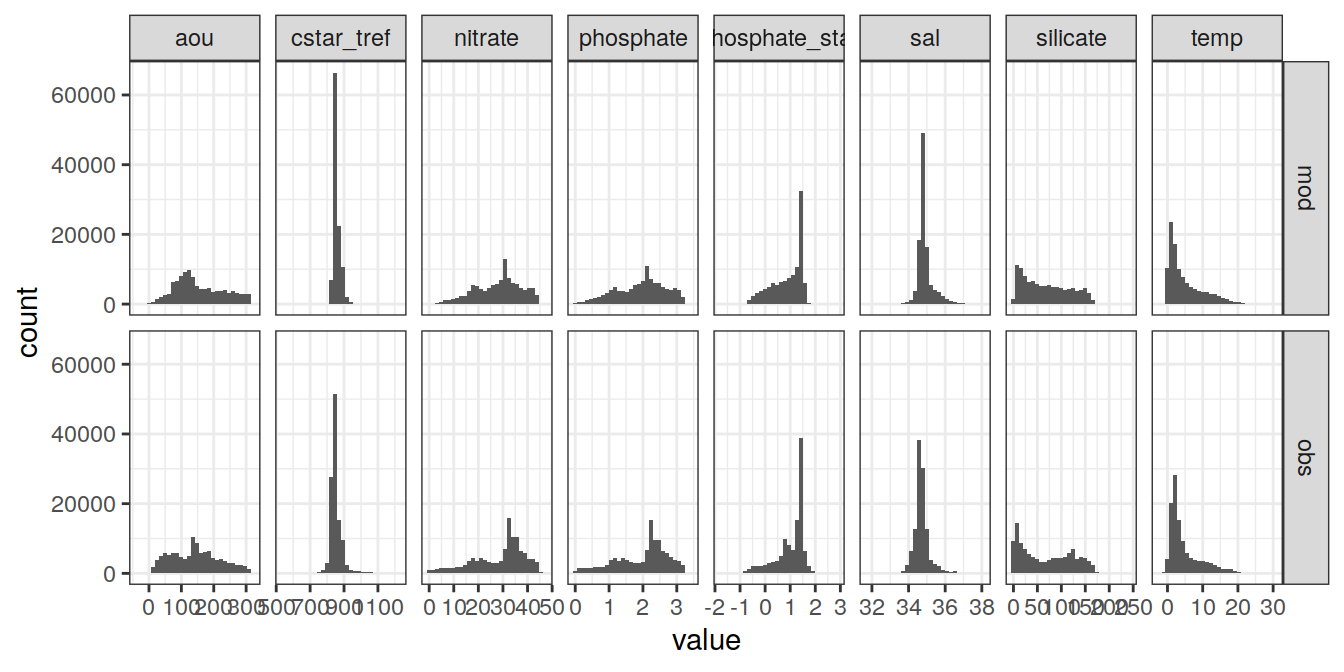 aou cstar_tref nitrate phosphate hosphate_sta sal silicate temp
60000
40000
20000
0
mod
60000
40000
20000
0
obs
count
0 100 200 300 500 700 900 1100 0 10 20 30 40 50 0 1 2 3 -2 -1 0 1 2 3 32 34 36 38 0 50 100 150 200 250 0 10 20 30
value